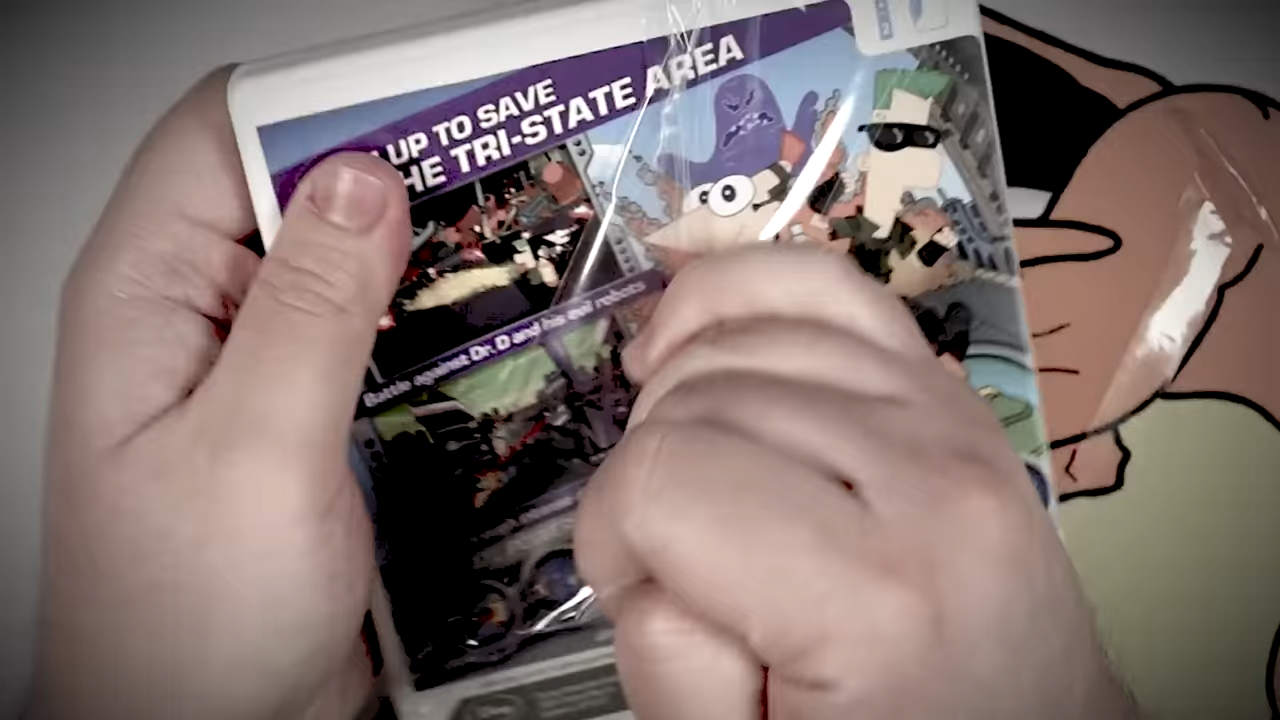 UP TO SAVE
HE TRI-STATE AREA
Battle against Dr. D and his evil robots